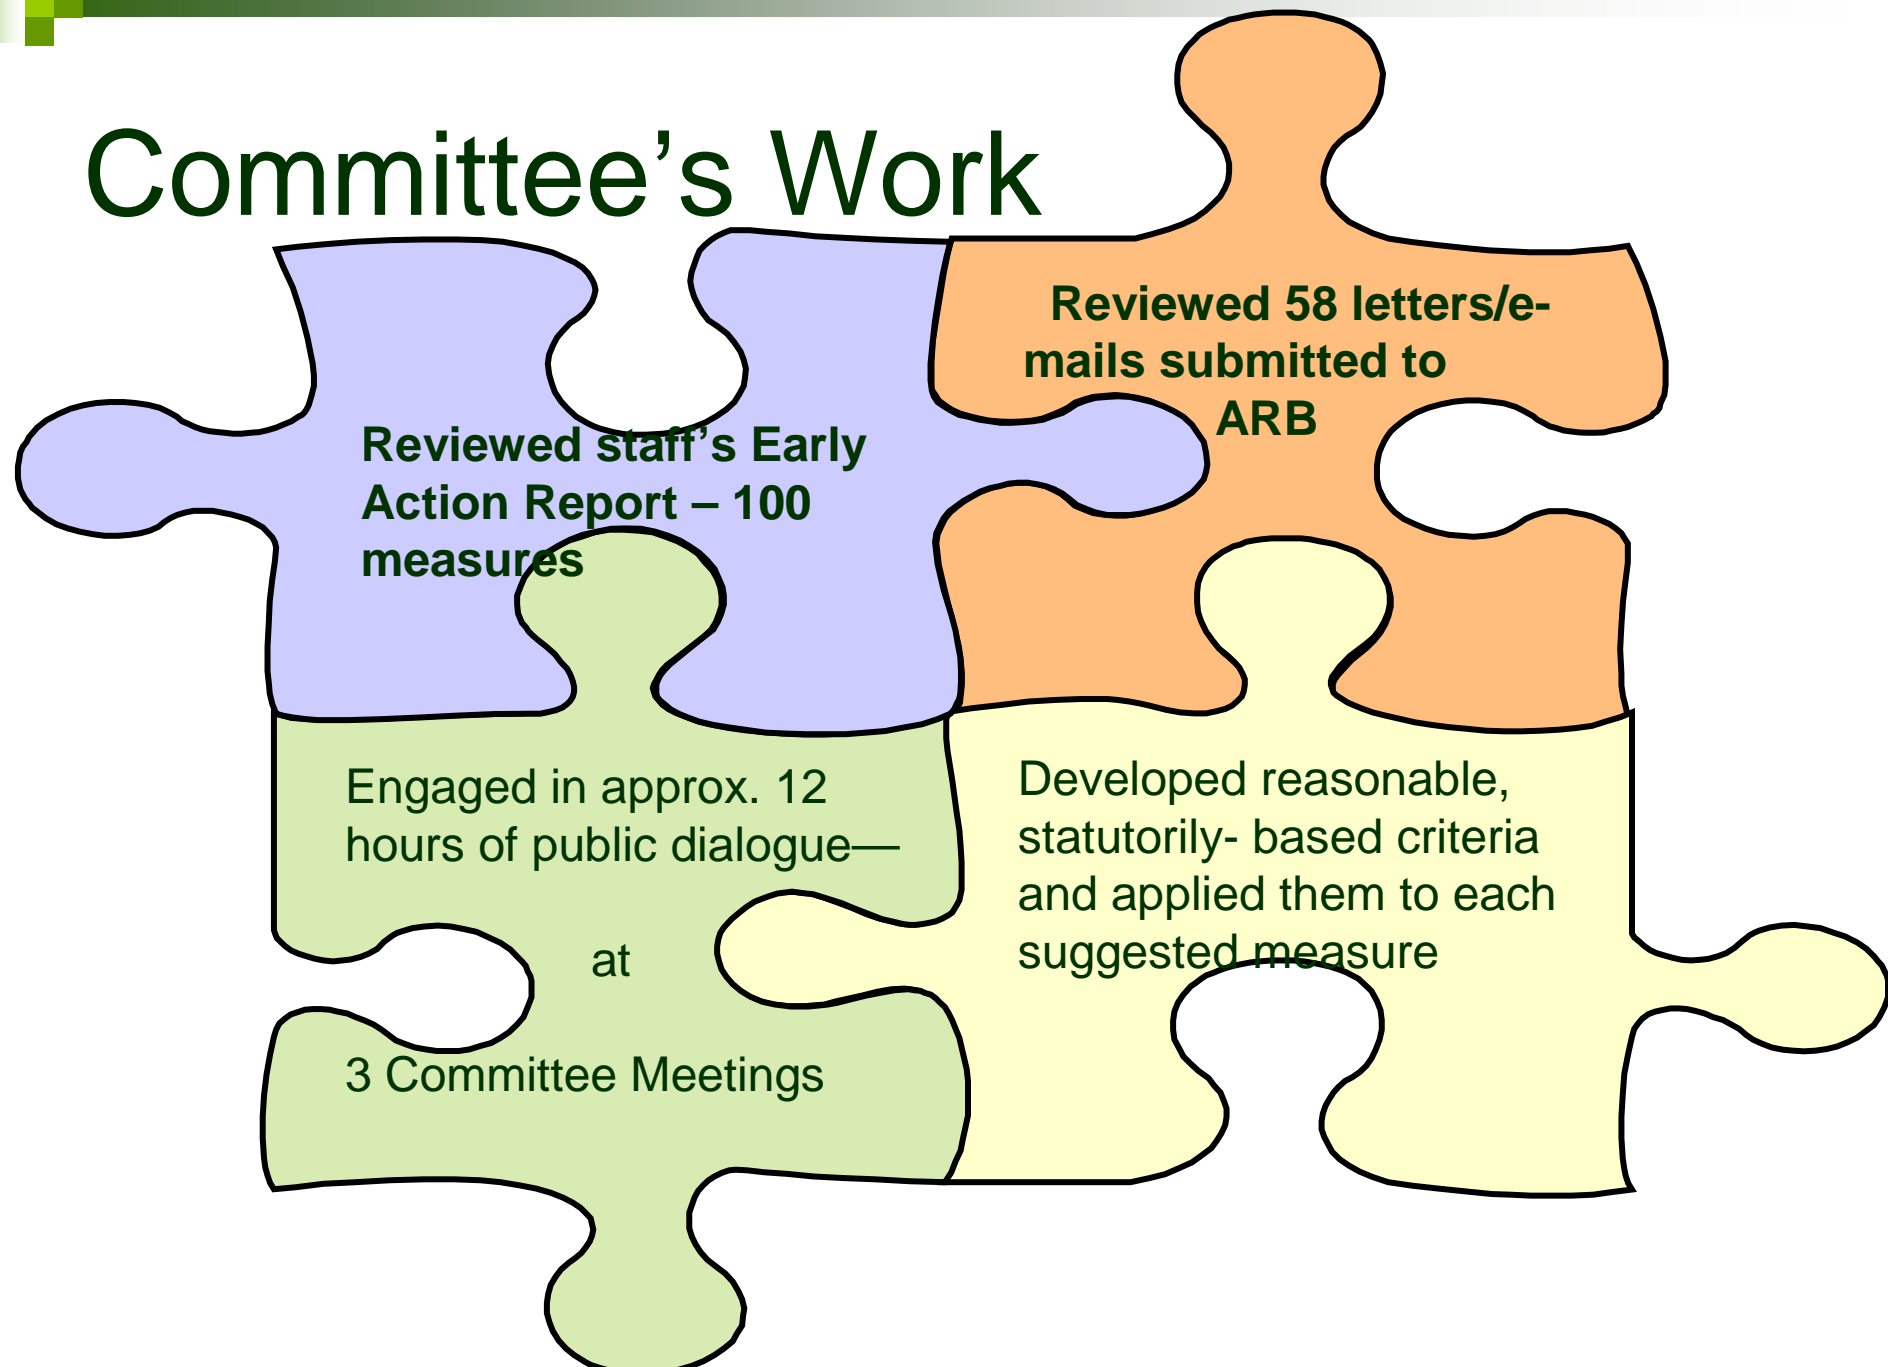 Committee’s Work
Reviewed staff’s Early
Action Report – 100
measures
Reviewed 58 letters/e-
mails submitted to
ARB
Engaged in approx. 12
hours of public dialogue—
at
3 Committee Meetings
Developed reasonable,
statutorily- based criteria
and applied them to each
suggested measure